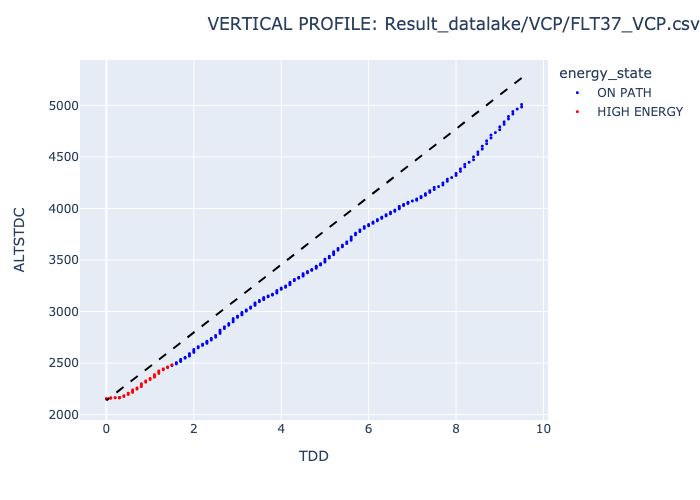 VERTICAL PROFILE: Result_datalake/VCP/FLT37_VCP.csv
energy_state
ON PATH
HIGH ENERGY
5000
4500
4000
3500
3000
2500
2000
ALTSTDC
0
2
4
6
8
10
TDD